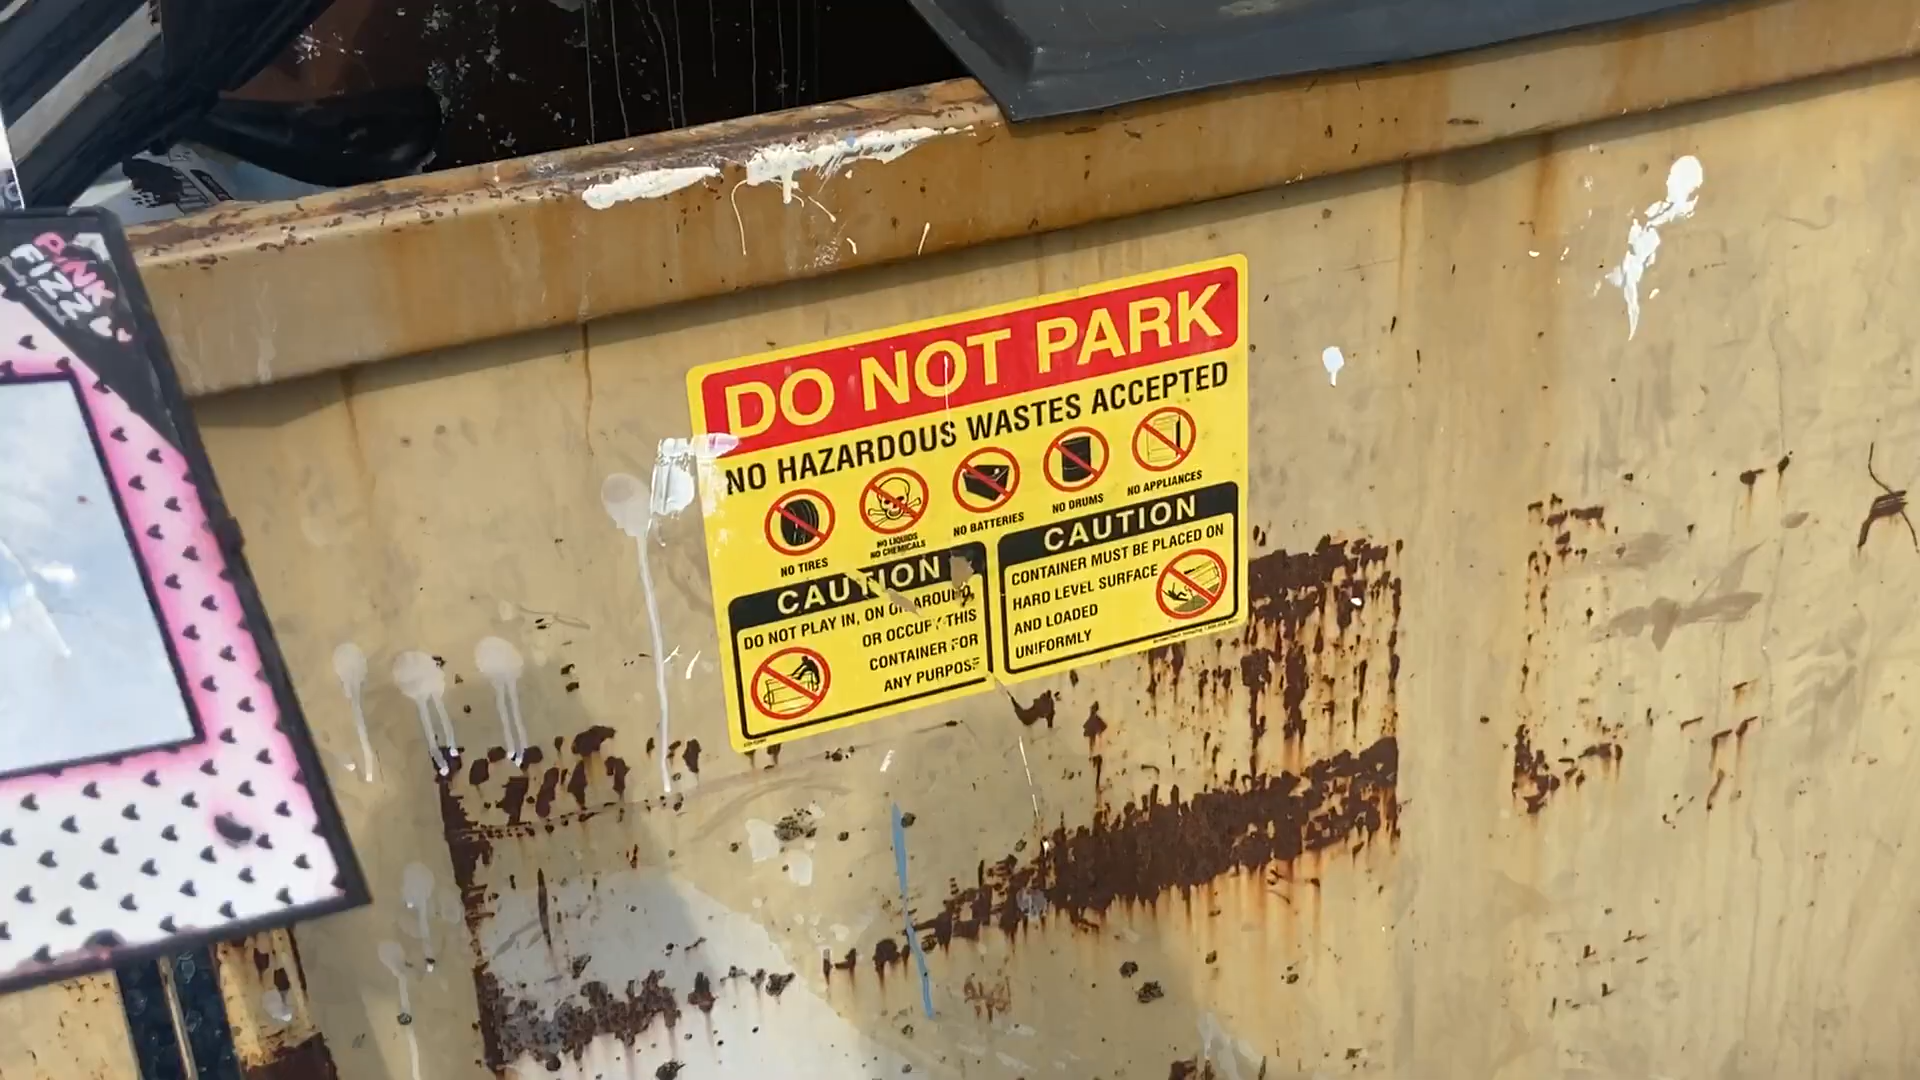 PINK
FIZZ
DO NOT PARK
NO HAZARDOUS WASTES ACCEPTED
NO TIRES
NO LIQUIDS
NO CHEMICALS
NO BATTERIES
NO DRUMS
NO APPLIANCES
CAUTION
DO NOT PLAY IN, ON OR AROUND,
OR OCCUPY THIS
CONTAINER FOR
ANY PURPOSE
CAUTION
CONTAINER MUST BE PLACED ON
HARD LEVEL SURFACE
AND LOADED
UNIFORMLY